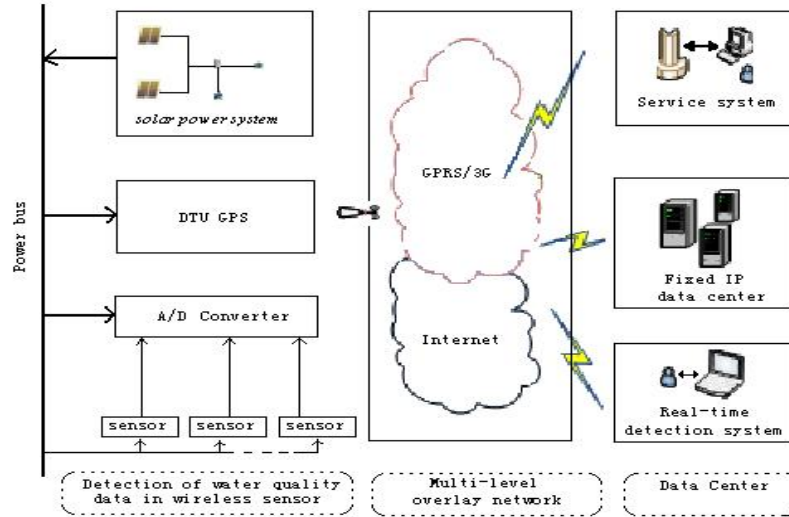 solar power system
Service system
GPRS/3G
Power bus
DTU GPS
Fixed IP
data center
A/D Converter
Internet
sensor
sensor
sensor
Real-time
detection system
Detection of water quality
data in wireless sensor
Multi-level
overlay network
Data Center